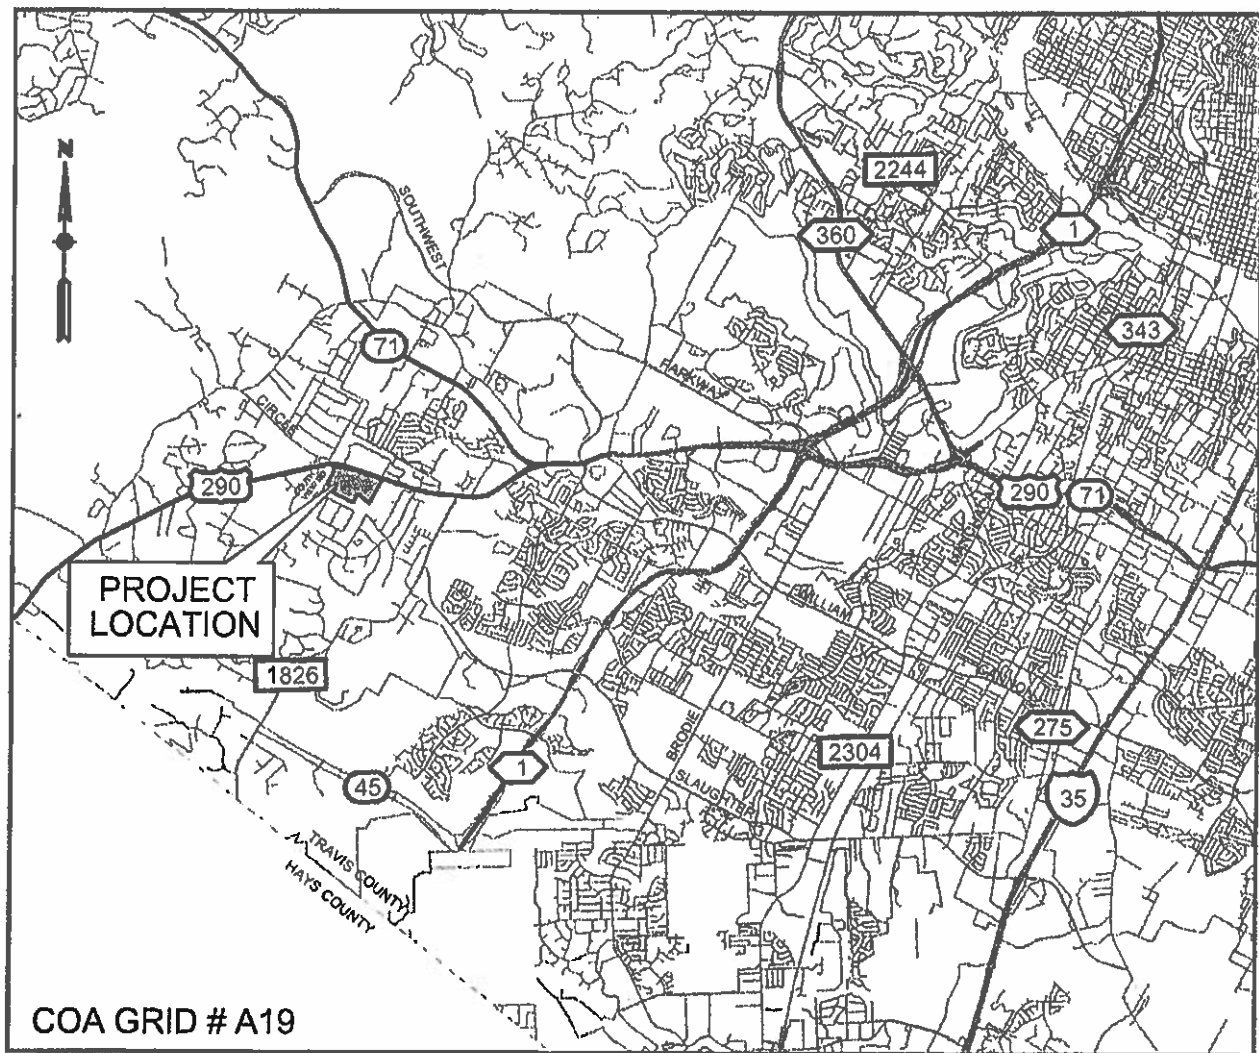 N
2244
SOUTHWEST
360
1
343
71
PARKWAY
CIRCLE
290
290
71
PROJECT
LOCATION
WILLIAM
1826
275
BRODIE
2304
1
45
SLAUGHTER
35
TRAVIS COUNTY
HAYS COUNTY
COA GRID # A19